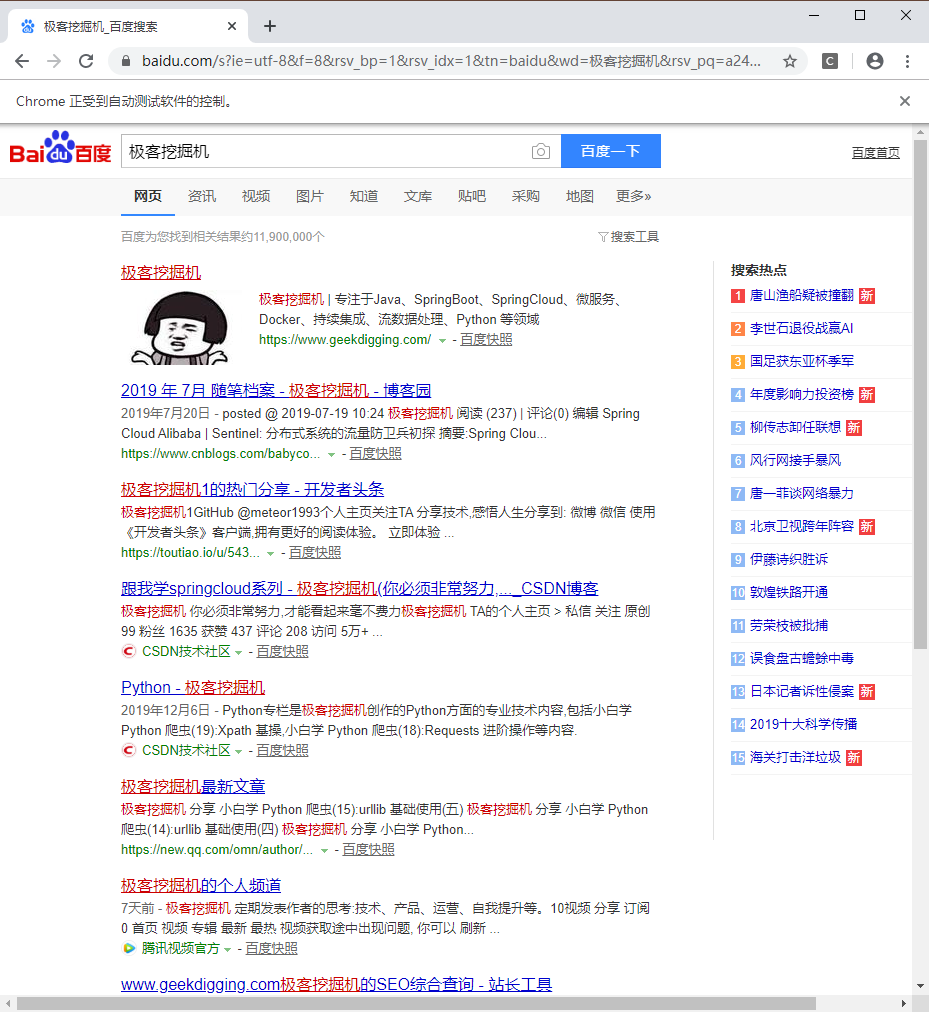 极客挖掘机_百度搜索
baidu.com/s?ie=utf-8&f=8&rsv_bp=1&rsv_idx=1&tn=baidu&wd=极客挖掘机&rsv_pq=a24...
C
Chrome 正受到自动测试软件的控制。
Bai du 百度
极客挖掘机
百度一下
百度首页
网页 资讯 视频 图片 知道 文库 贴吧 采购 地图 更多»
百度为您找到相关结果约11,900,000个
搜索工具
极客挖掘机
极客挖掘机 | 专注于Java、SpringBoot、SpringCloud、微服务、
Docker、持续集成、流数据处理、Python 等领域
https://www.geekdigging.com/ - 百度快照
2019 年 7月 随笔档案 - 极客挖掘机 - 博客园
2019年7月20日 - posted @ 2019-07-19 10:24 极客挖掘机 阅读 (237) | 评论(0) 编辑 Spring
Cloud Alibaba | Sentinel: 分布式系统的流量防卫兵初探 摘要:Spring Clou...
https://www.cnblogs.com/babyco... - 百度快照
极客挖掘机1的热门分享 - 开发者头条
极客挖掘机1GitHub @meteor1993个人主页关注TA 分享技术,感悟人生分享到: 微博 微信 使用
《开发者头条》客户端,拥有更好的阅读体验。 立即体验 ...
https://toutiao.io/u/543... - 百度快照
跟我学springcloud系列 - 极客挖掘机(你必须非常努力,..._CSDN博客
极客挖掘机 你必须非常努力,才能看起来毫不费力极客挖掘机 TA的个人主页 > 私信 关注 原创
99 粉丝 1635 获赞 437 评论 208 访问 5万+ ...
CSDN技术社区 - 百度快照
Python - 极客挖掘机
2019年12月6日 - Python专栏是极客挖掘机创作的Python方面的专业技术内容,包括小白学
Python 爬虫(19):Xpath 基操,小白学 Python 爬虫(18):Requests 进阶操作等内容.
CSDN技术社区 - 百度快照
极客挖掘机最新文章
极客挖掘机 分享 小白学 Python 爬虫(15):urllib 基础使用(五) 极客挖掘机 分享 小白学 Python
爬虫(14):urllib 基础使用(四) 极客挖掘机 分享 小白学 Python...
https://new.qq.com/omn/author/... - 百度快照
极客挖掘机的个人频道
7天前 - 极客挖掘机 定期发表作者的思考:技术、产品、运营、自我提升等。10视频 分享 订阅
0 首页 视频 专辑 最新 最热 视频获取途中出现问题, 你可以 刷新 ...
腾讯视频官方 - 百度快照
www.geekdigging.com极客挖掘机的SEO综合查询 - 站长工具
搜索热点
1 唐山渔船疑被撞翻 新
2 李世石退役战赢AI
3 国足获东亚杯季军
4 年度影响力投资榜 新
5 柳传志卸任联想 新
6 风行网接手暴风
7 唐一菲谈网络暴力
8 北京卫视跨年阵容 新
9 伊藤诗织胜诉
10 敦煌铁路开通
11 劳荣枝被批捕
12 误食盘古蟾蜍中毒
13 日本记者诉性侵案 新
14 2019十大科学传播
15 海关打击洋垃圾 新